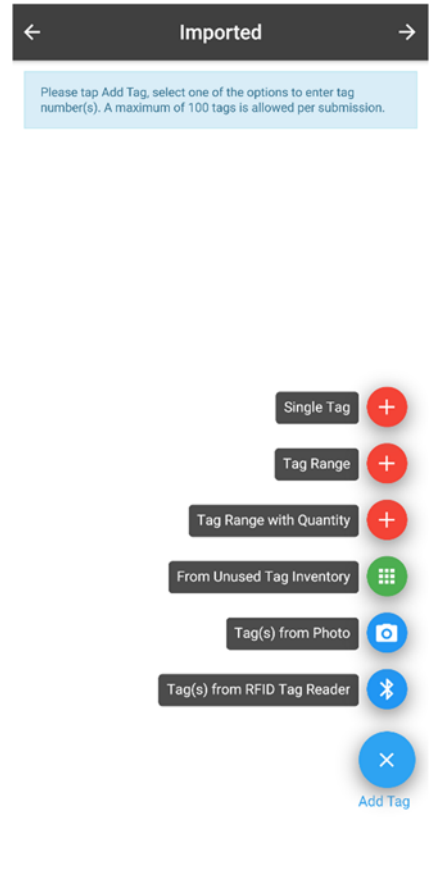 Imported
Please tap Add Tag, select one of the options to enter tag
number(s). A maximum of 100 tags is allowed per submission.
Single Tag
Tag Range
Tag Range with Quantity
From Unused Tag Inventory
Tag(s) from Photo
Tag(s) from RFID Tag Reader
Add Tag